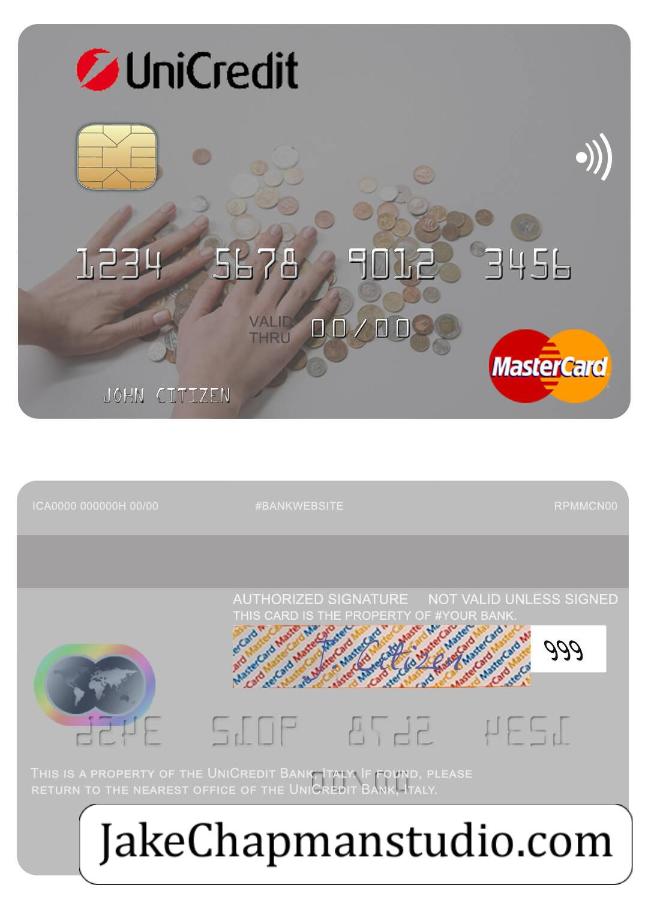 UniCredit
1234 5678 9012 3456
VALID THRU 00/00
JOHN CITIZEN
MasterCard
ICA0000 000000H 00/00 #BANKWEBSITE RPMMCN00
AUTHORIZED SIGNATURE NOT VALID UNLESS SIGNED
THIS CARD IS THE PROPERTY OF #YOUR BANK.
J Citizen 999
THIS IS A PROPERTY OF THE UNICREDIT BANK, ITALY. IF FOUND, PLEASE
RETURN TO THE NEAREST OFFICE OF THE UNICREDIT BANK, ITALY.
JakeChapmanstudio.com